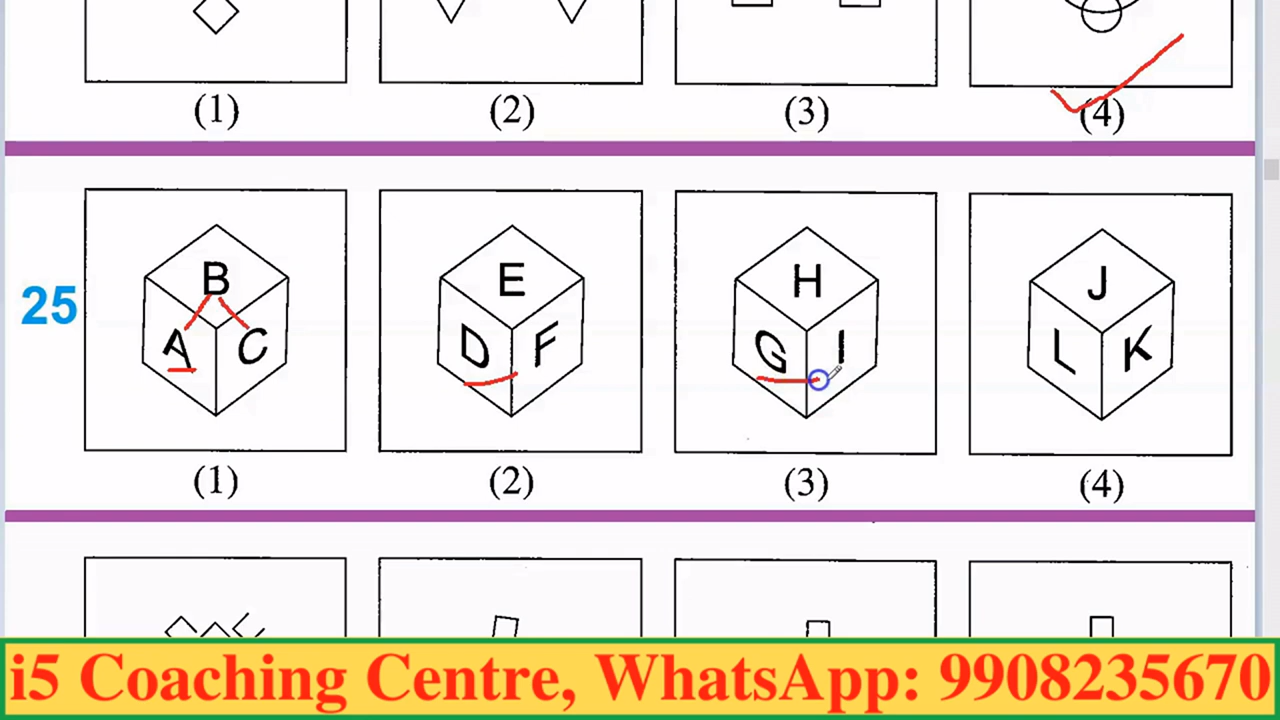 (1) (2) (3) (4)
25
B E H J
A C D F G I L K
(1) (2) (3) (4)
i5 Coaching Centre, WhatsApp: 9908235670